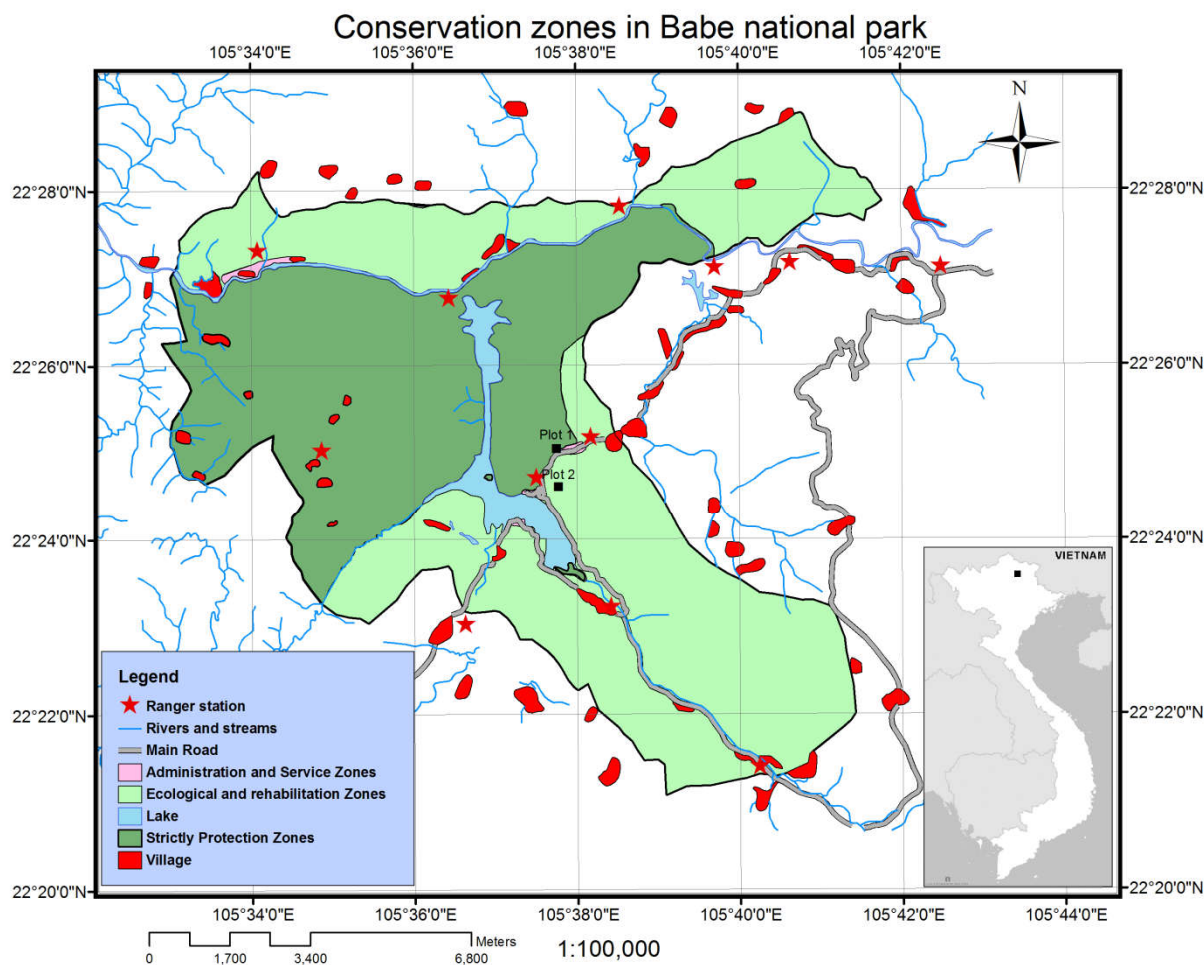 Conservation zones in Babe national park
105°34'0"E 105°36'0"E 105°38'0"E 105°40'0"E 105°42'0"E
N
22°28'0"N 22°28'0"N
22°26'0"N 22°26'0"N
Plot 1
Plot 2
22°24'0"N 22°24'0"N
VIETNAM
Legend
Ranger station
Rivers and streams
Main Road
Administration and Service Zones
Ecological and rehabilitation Zones
Lake
Strictly Protection Zones
Village
22°22'0"N 22°22'0"N
22°20'0"N 22°20'0"N
105°34'0"E 105°36'0"E 105°38'0"E 105°40'0"E 105°42'0"E 105°44'0"E
Meters
0 1,700 3,400 6,800
1:100,000